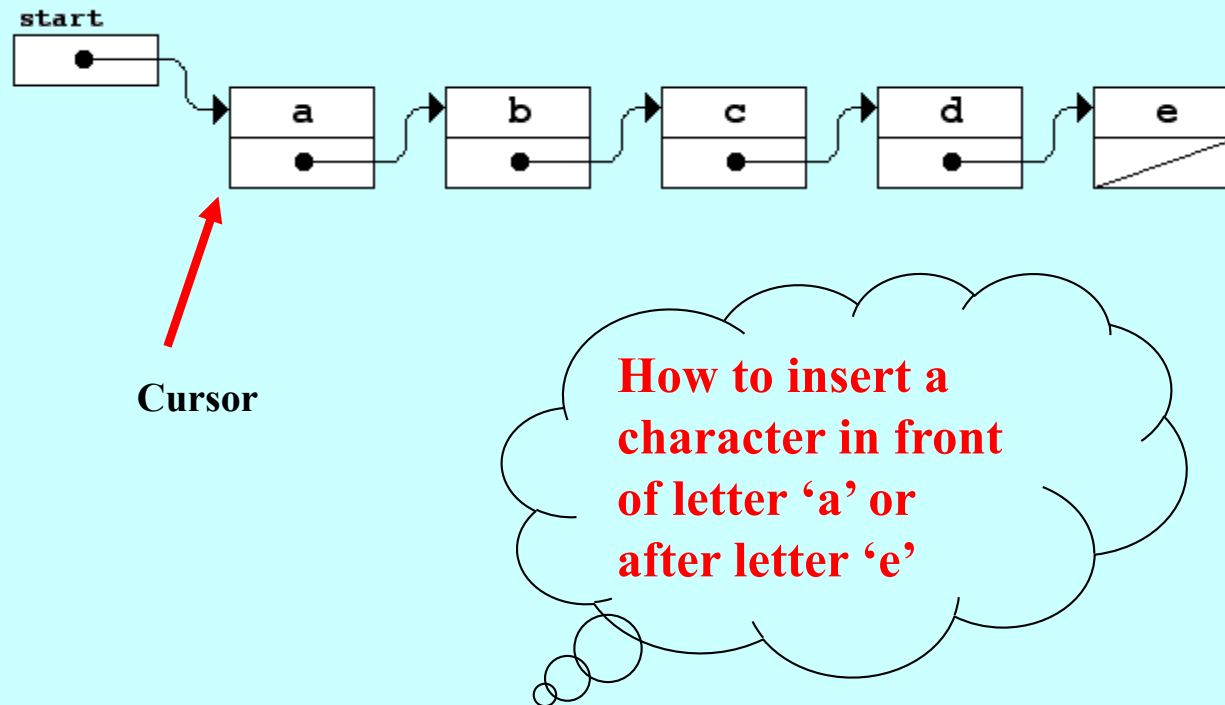 start
a b c d e
Cursor
How to insert a
character in front
of letter ‘a’ or
after letter ‘e’